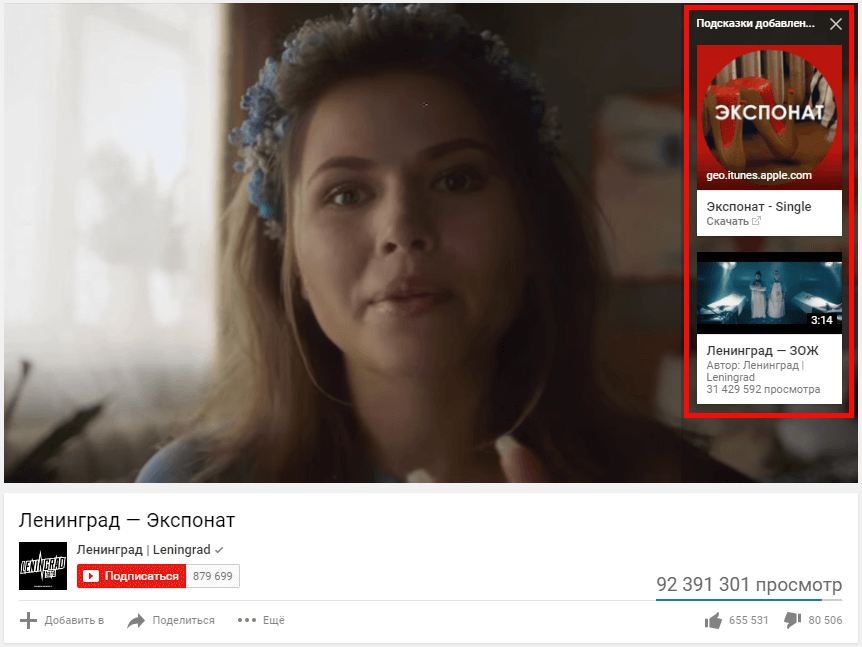 Подсказки добавлен...
ЭКСПОНАТ
geo.itunes.apple.com
Экспонат - Single
Скачать
3:14
Ленинград — ЗОЖ
Автор: Ленинград |
Leningrad
31 429 592 просмотра
Ленинград — Экспонат
LENINGRAD
Ленинград | Leningrad
Подписаться 879 699
92 391 301 просмотр
Добавить в Поделиться Ещё 655 531 80 506